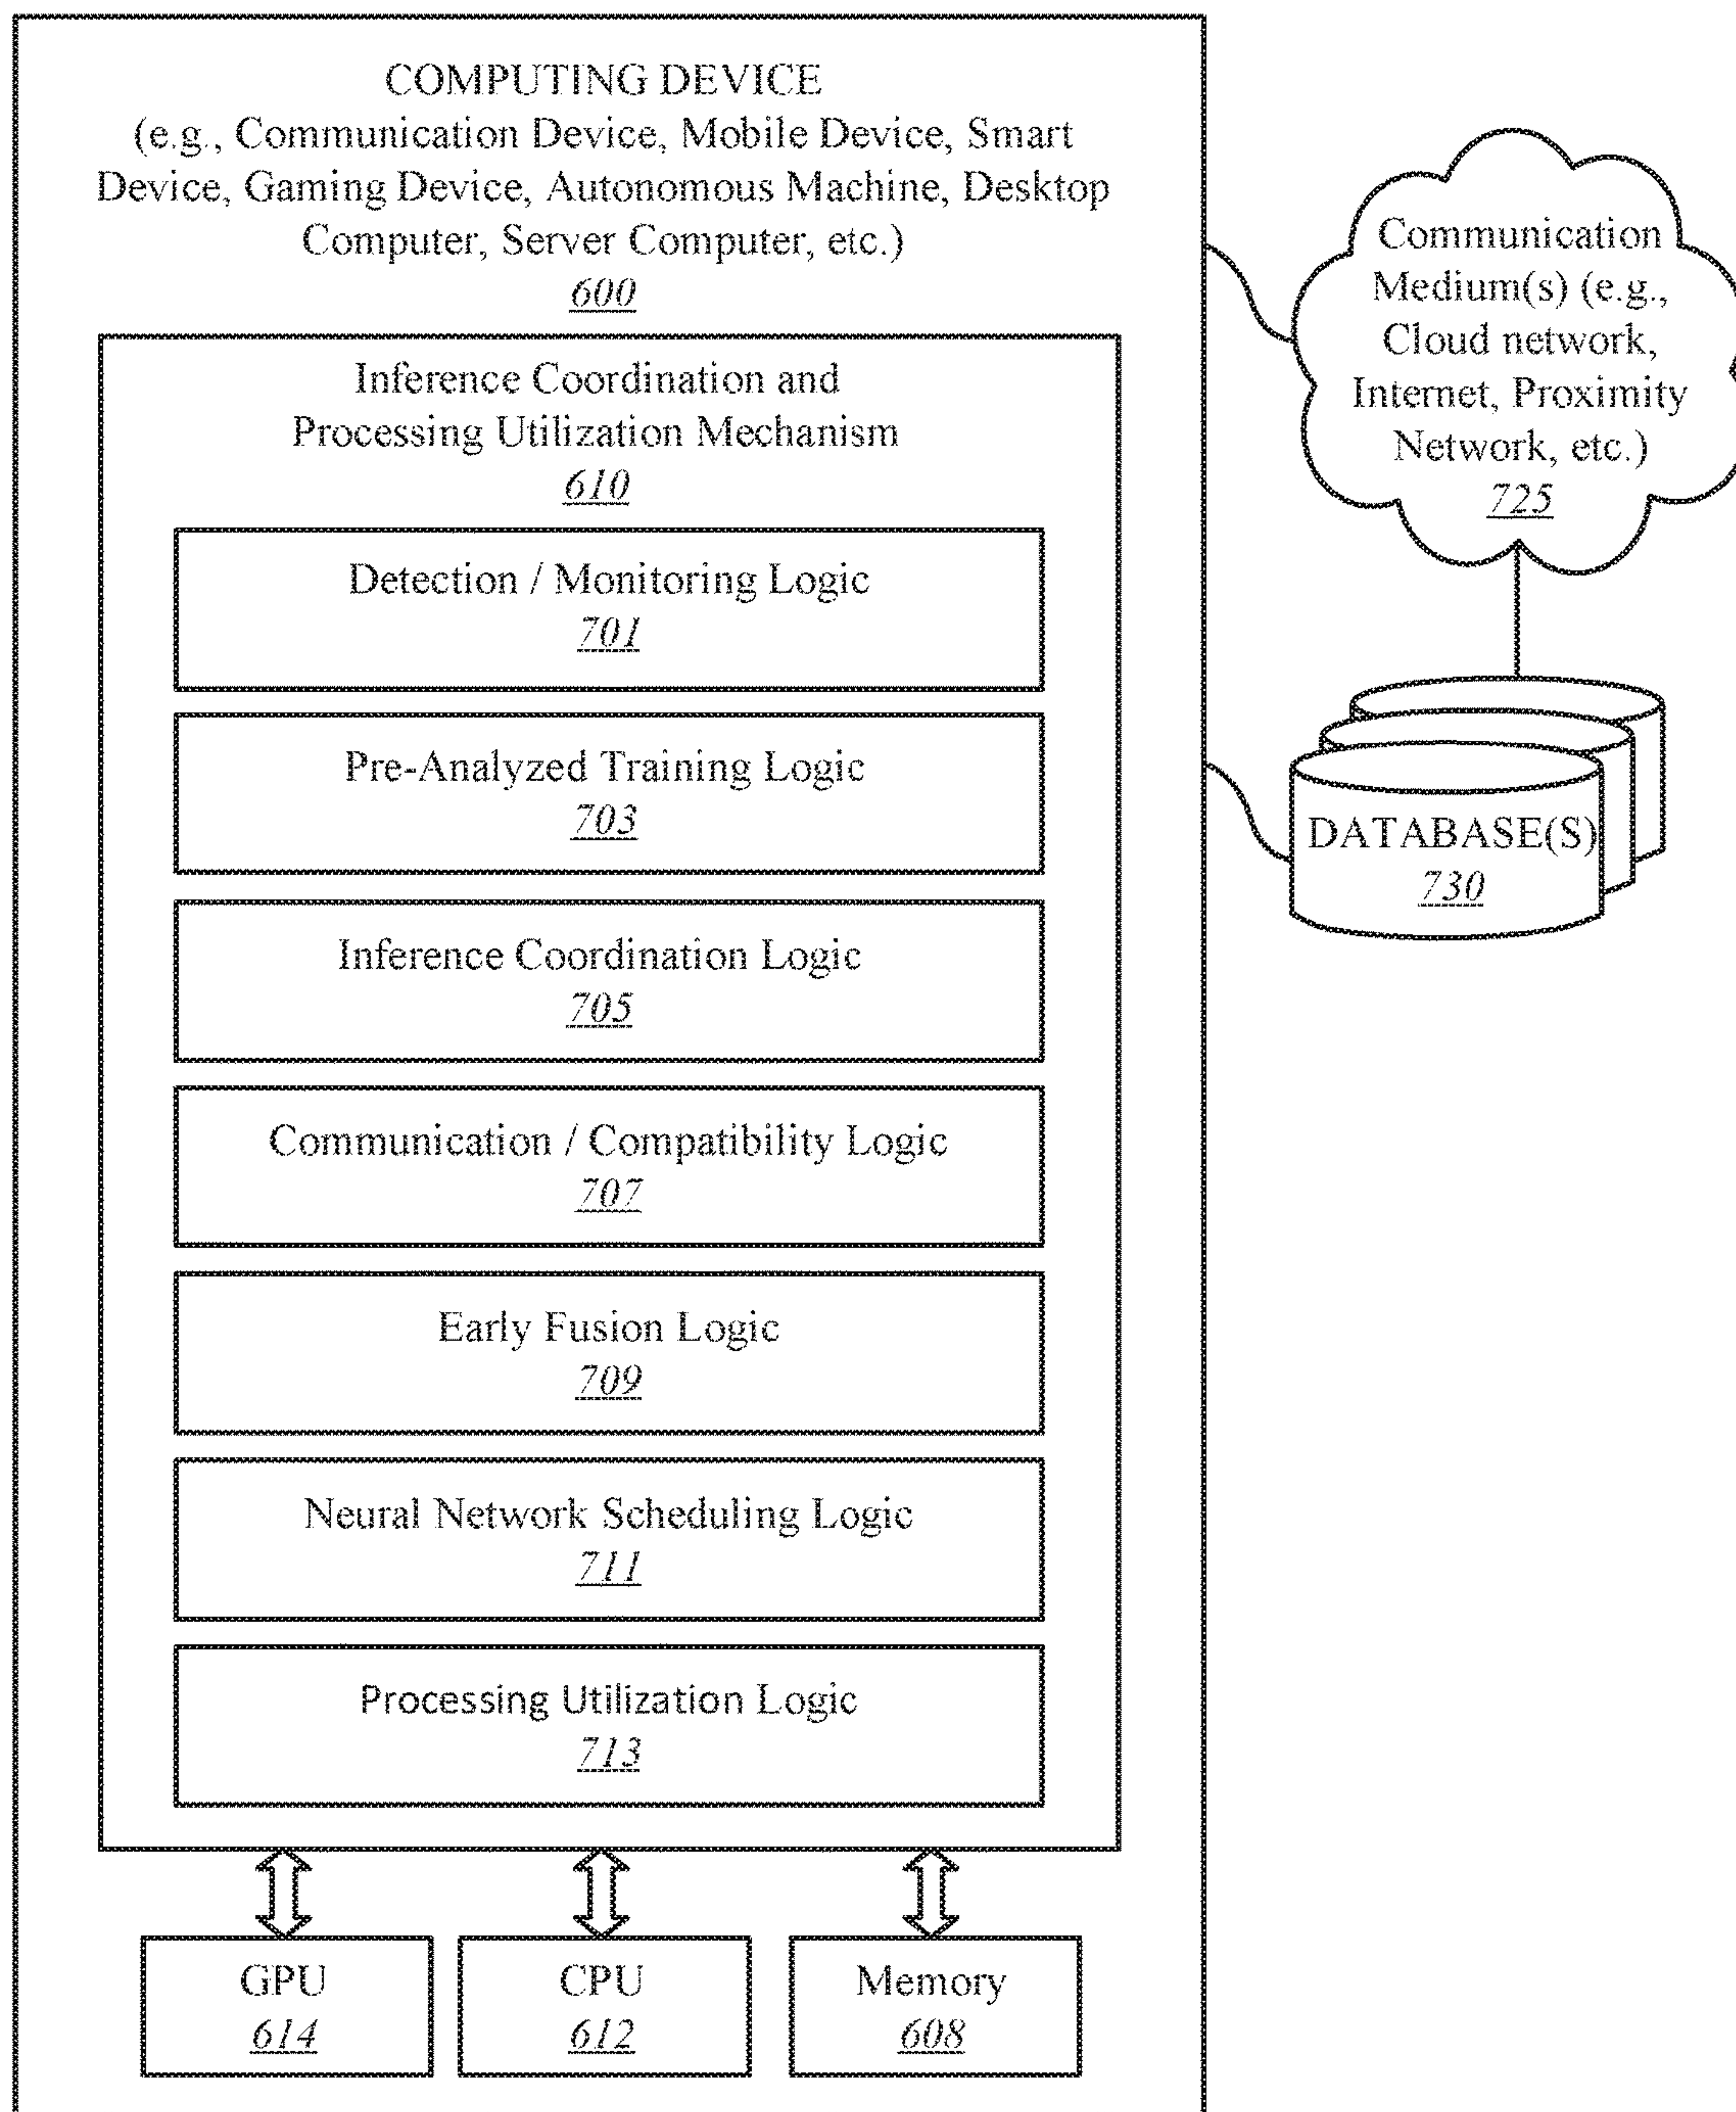 COMPUTING DEVICE
(e.g., Communication Device, Mobile Device, Smart
Device, Gaming Device, Autonomous Machine, Desktop
Computer, Server Computer, etc.)
600
Inference Coordination and
Processing Utilization Mechanism
610
Detection / Monitoring Logic
701
Pre-Analyzed Training Logic
703
Inference Coordination Logic
705
Communication / Compatibility Logic
707
Early Fusion Logic
709
Neural Network Scheduling Logic
711
Processing Utilization Logic
713
GPU
614
CPU
612
Memory
608
Communication
Medium(s) (e.g.,
Cloud network,
Internet, Proximity
Network, etc.)
725
DATABASE(S)
730